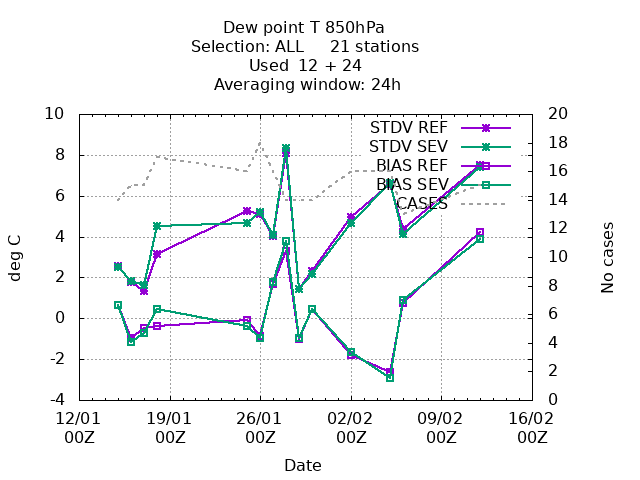 Dew point T 850hPa
Selection: ALL     21 stations
Used  12 + 24
Averaging window: 24h
10
8
6
4
2
0
-2
-4
deg C
20
18
16
14
12
10
8
6
4
2
0
No cases
STDV REF
STDV SEV
BIAS REF
BIAS SEV
CASES
12/01 19/01 26/01 02/02 09/02 16/02
00Z 00Z 00Z 00Z 00Z 00Z
Date